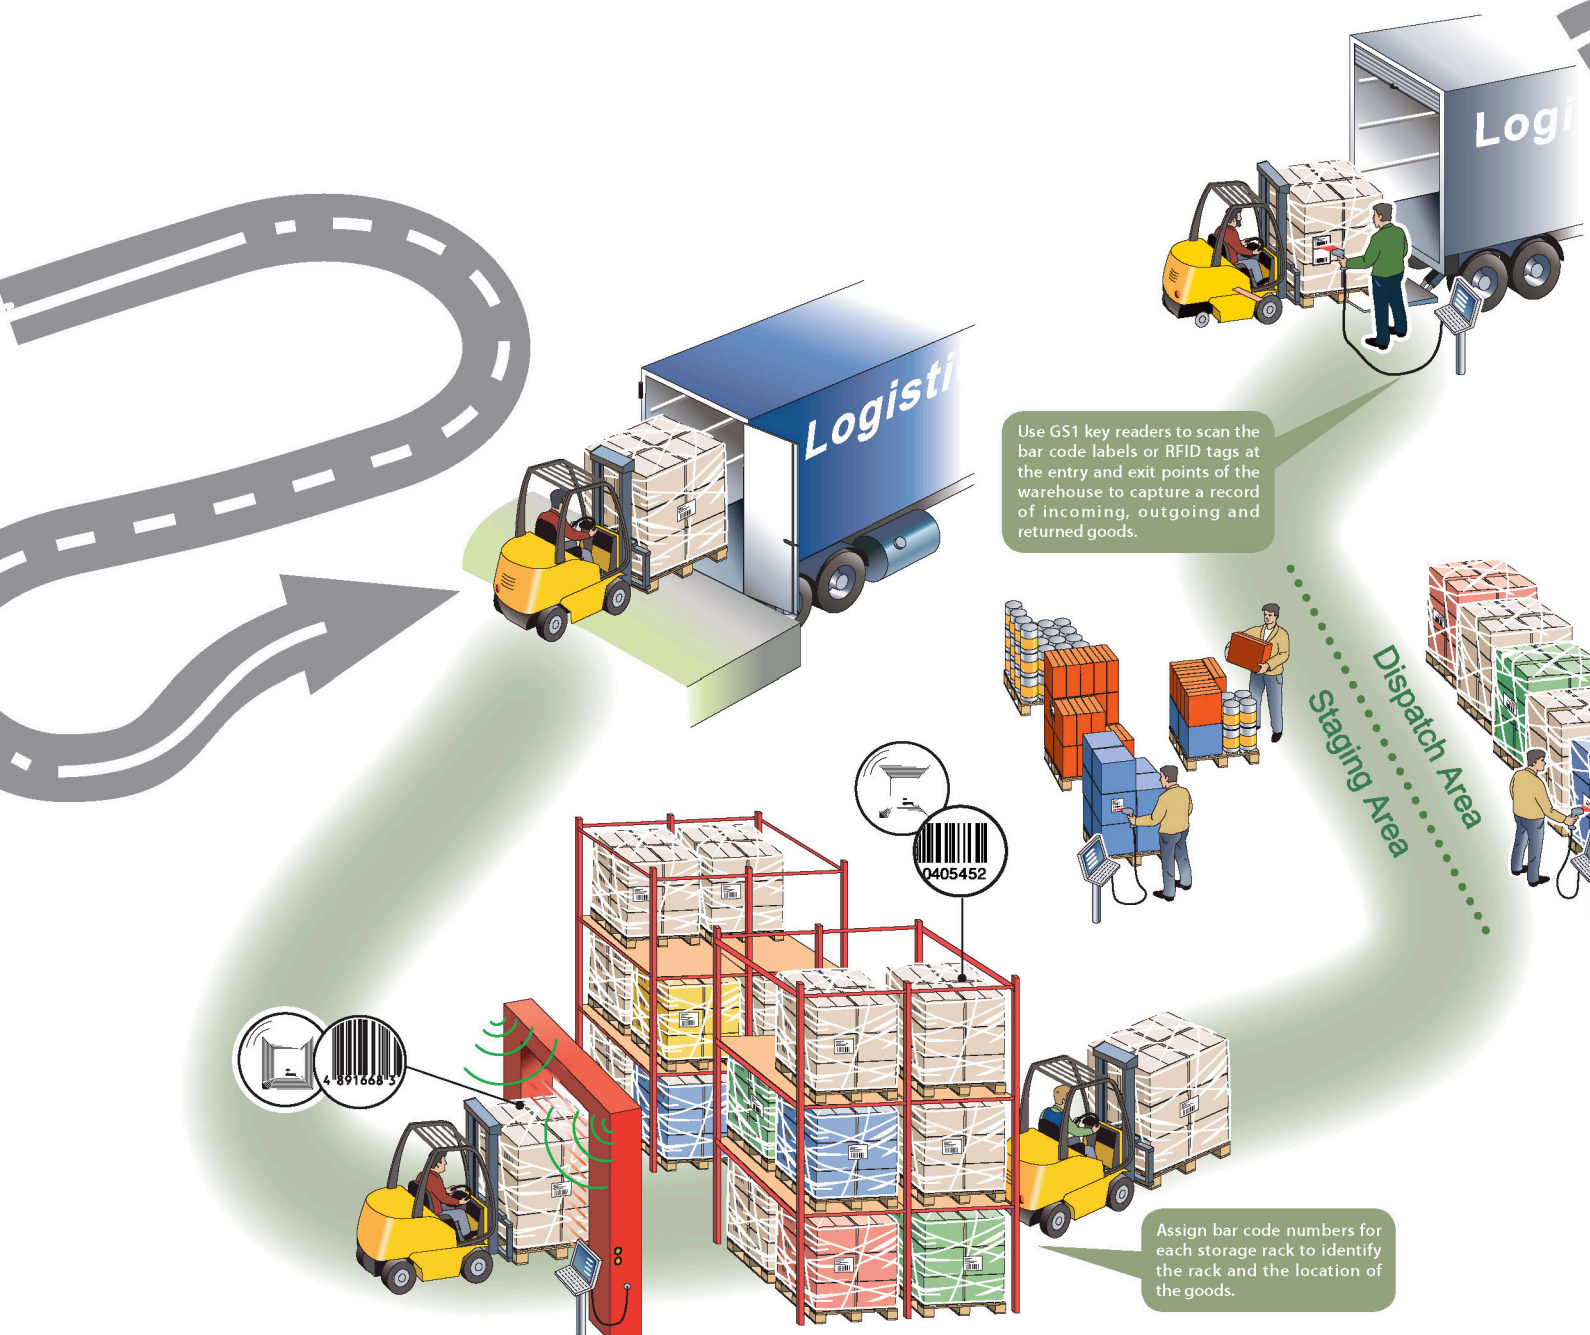 Logi
Logisti
Use GS1 key readers to scan the
bar code labels or RFID tags at
the entry and exit points of the
warehouse to capture a record
of incoming, outgoing and
returned goods.
Dispatch Area
Staging Area
0405452
4 891668 3
Assign bar code numbers for
each storage rack to identify
the rack and the location of
the goods.